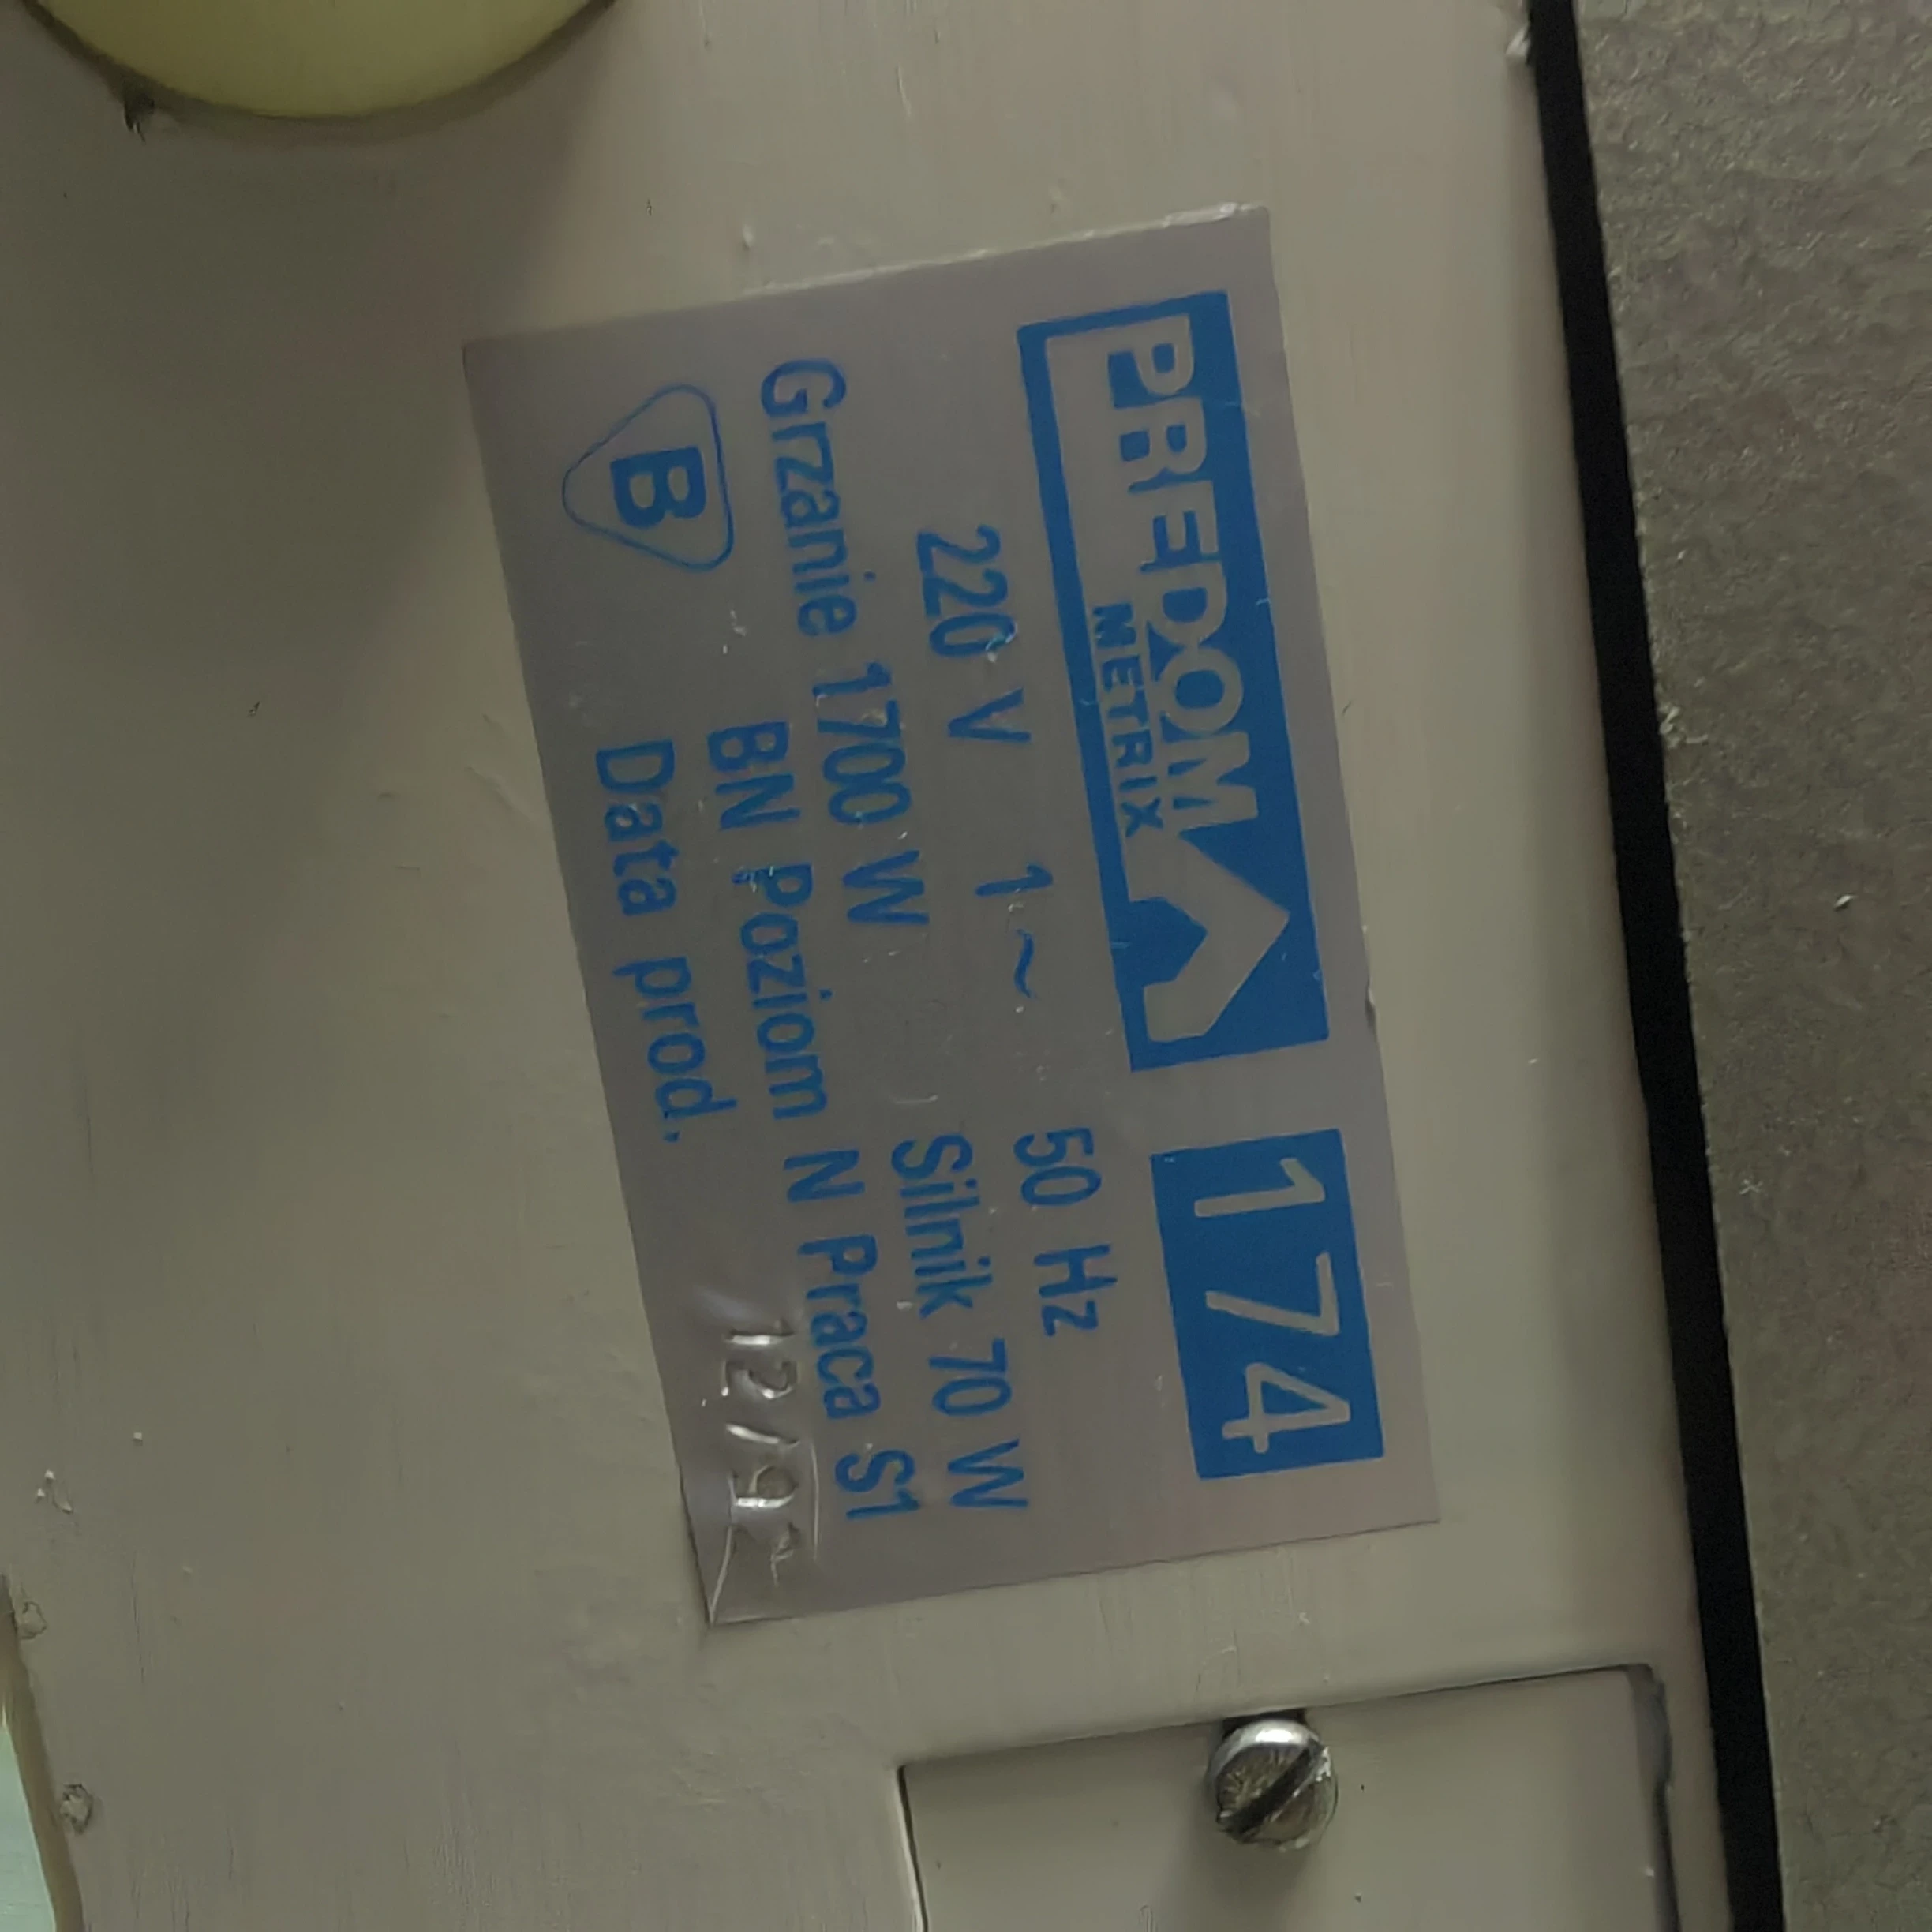 PREDOM
METRIX
174
220 V 1~ 50 Hz
Grzanie 1700 W Silnik 70 W
BN Poziom N Praca S1
B
Data prod.